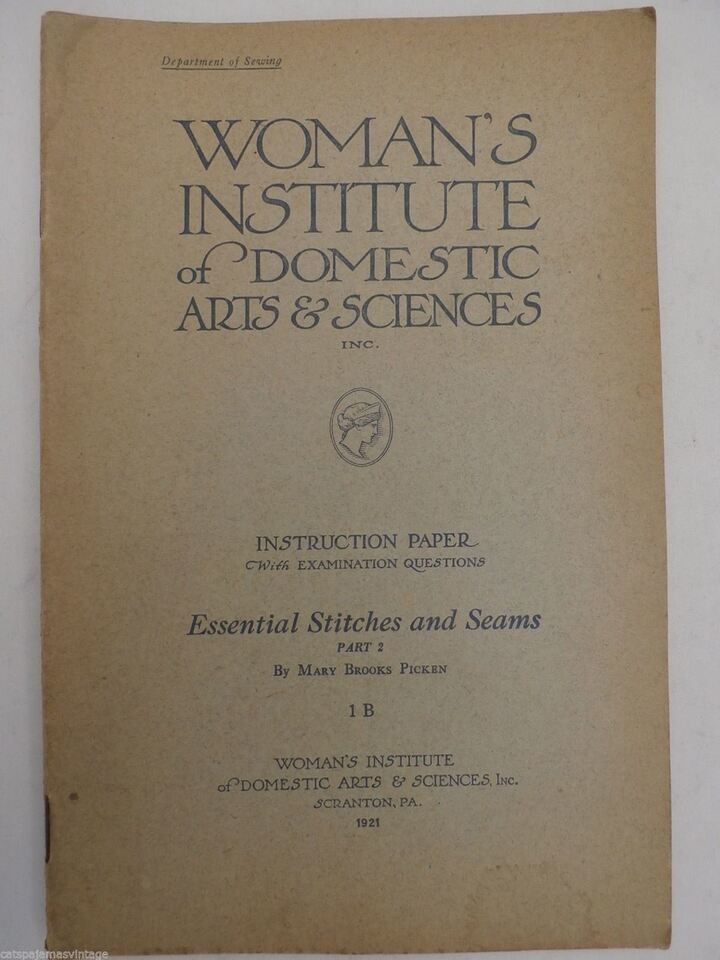 Department of Sewing
WOMAN'S
INSTITUTE
of DOMESTIC
ARTS & SCIENCES
INC.
INSTRUCTION PAPER
With EXAMINATION QUESTIONS
Essential Stitches and Seams
PART 2
By MARY BROOKS PICKEN
1 B
WOMAN'S INSTITUTE
of DOMESTIC ARTS & SCIENCES, INC.
SCRANTON, PA.
1921
catspajamasvintage